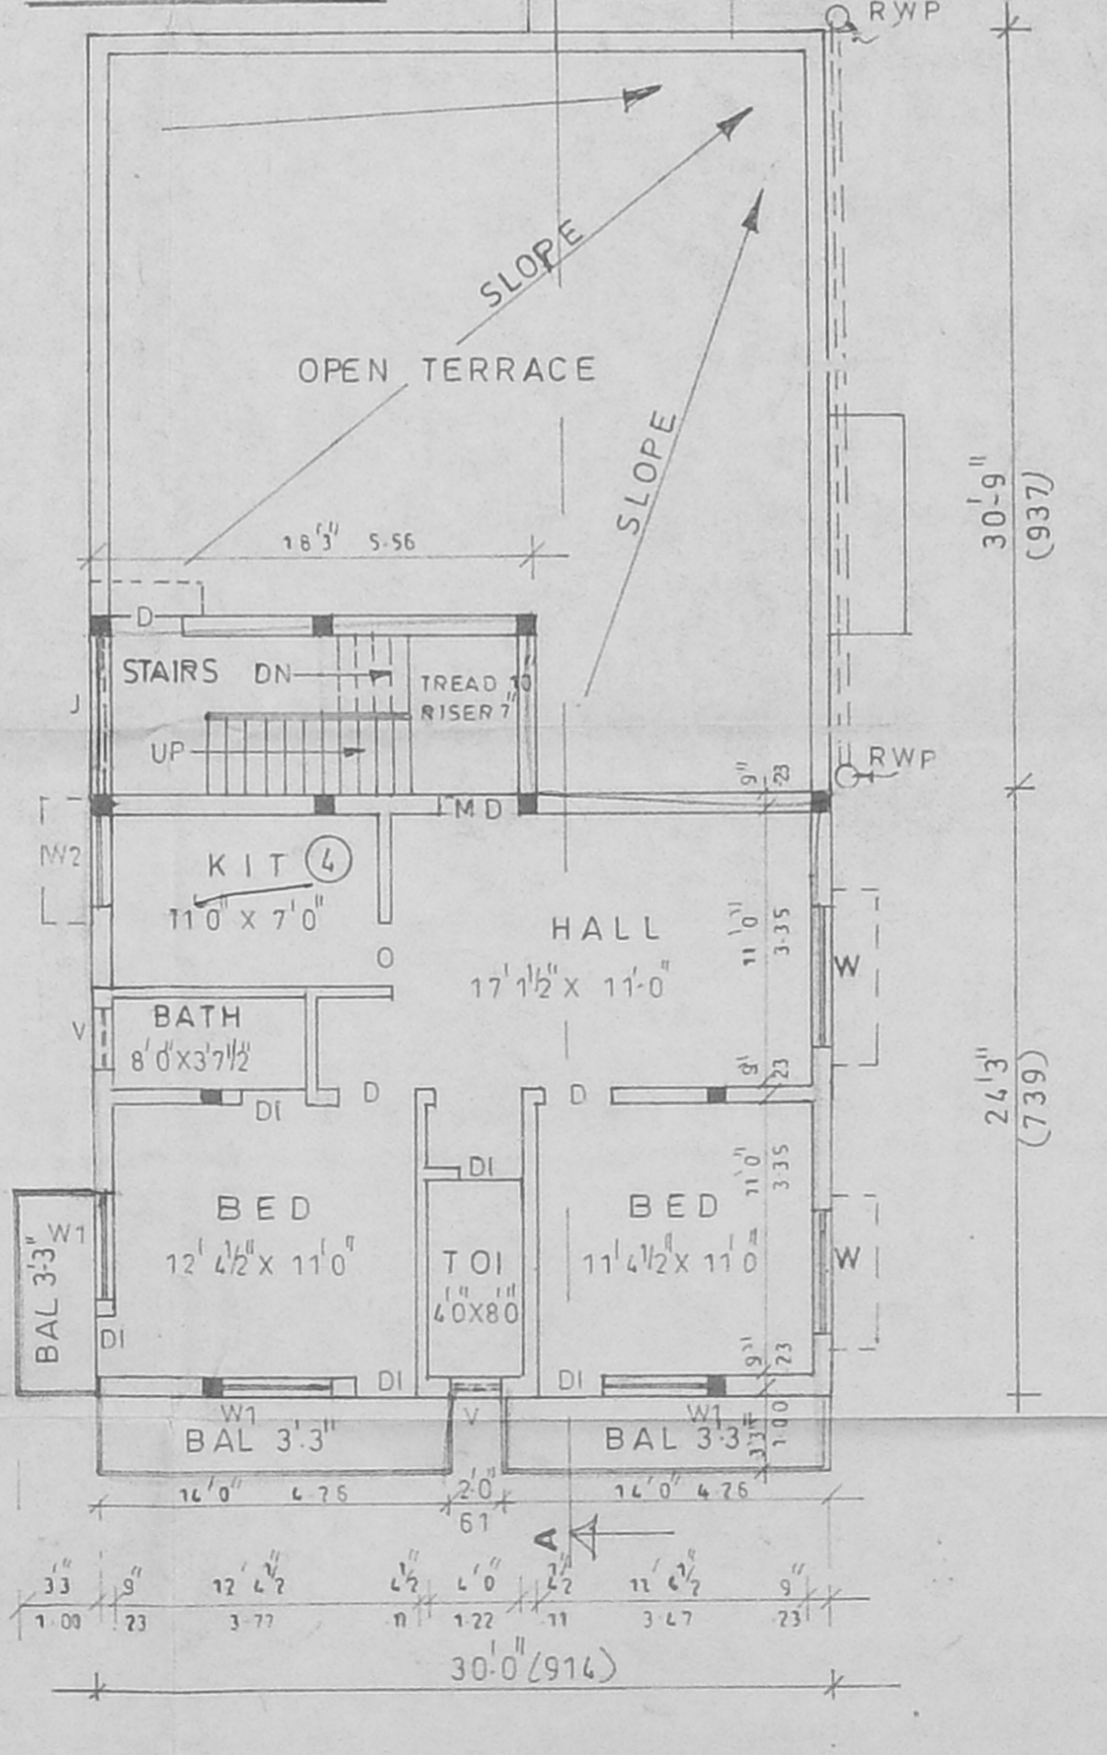 RWP
SLOPE
OPEN TERRACE
SLOPE
30'-9"
(937)
18'3" 5.56
D
STAIRS DN
TREAD 10"
RISER 7"
J
UP
9" .23
RWP
MD
W2
KIT 4
11'0" X 7'0"
HALL
17'1½" X 11'-0"
11'0" 3.35
W
O
BATH
8'0"X3'7½"
V
9" .23
24'3"
(739)
D
D
DI
DI
BED
12'4½" X 11'0"
BED
11'4½" X 11'0"
11'0" 3.35
W
TOI
4'0"X8'0"
W1
BAL 3'3"
DI
9" .23
DI
DI
W1
V
W1
BAL 3'.3"
BAL 3'.3"
3'3" 1.00
14'0" 4.26
2'.0"
61
14'0" 4.26
A
3'3" 9" 12'4½" 4½" 4'0" 4½" 11'4½" 9"
1.00 .23 3.77 .11 1.22 .11 3.47 .23
30'.0"(914)